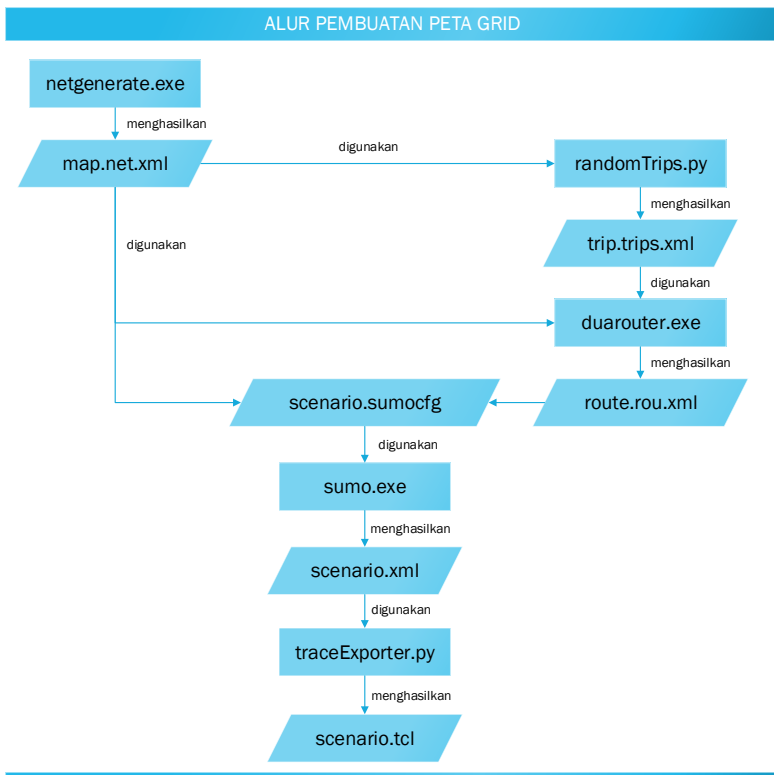 ALUR PEMBUATAN PETA GRID
netgenerate.exe
menghasilkan
map.net.xml
digunakan
randomTrips.py
menghasilkan
trip.trips.xml
digunakan
digunakan
duarouter.exe
menghasilkan
scenario.sumocfg
route.rou.xml
digunakan
sumo.exe
menghasilkan
scenario.xml
digunakan
traceExporter.py
menghasilkan
scenario.tcl